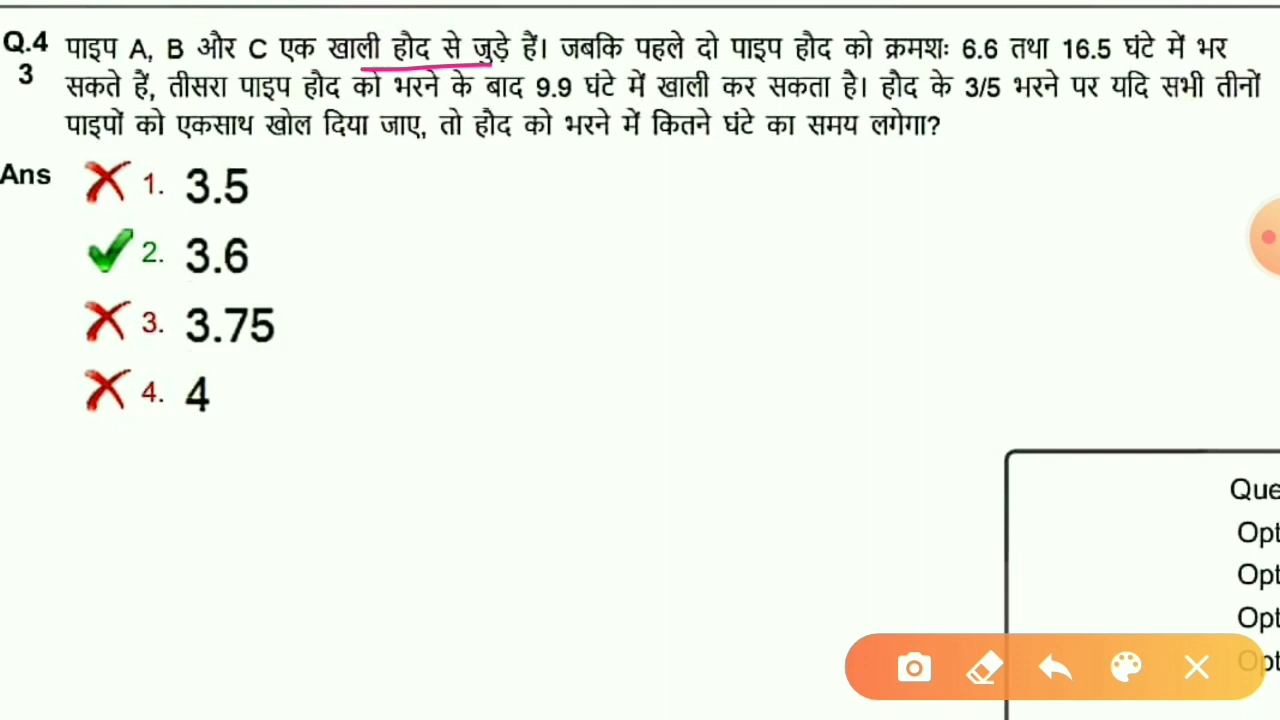 Q.4 पाइप A, B और C एक खाली हौद से जुड़े हैं। जबकि पहले दो पाइप हौद को क्रमशः 6.6 तथा 16.5 घंटे में भर
3 सकते हैं, तीसरा पाइप हौद को भरने के बाद 9.9 घंटे में खाली कर सकता है। हौद के 3/5 भरने पर यदि सभी तीनों
पाइपों को एकसाथ खोल दिया जाए, तो हौद को भरने में कितने घंटे का समय लगेगा?
Ans 1. 3.5
2. 3.6
3. 3.75
4. 4
Que
Opt
Opt
Opt
Opt